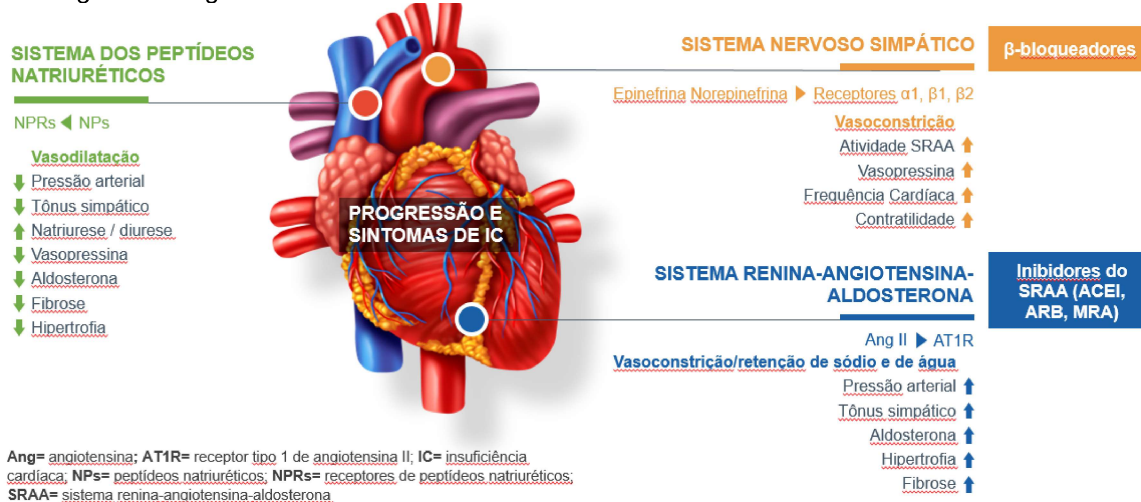 SISTEMA DOS PEPTÍDEOS
NATRIURÉTICOS
NPRs ◀ NPs
Vasodilatação
↓ Pressão arterial
↓ Tônus simpático
↑ Natriurese / diurese
↓ Vasopressina
↓ Aldosterona
↓ Fibrose
↓ Hipertrofia
PROGRESSÃO E
SINTOMAS DE IC
SISTEMA NERVOSO SIMPÁTICO
β-bloqueadores
Epinefrina Norepinefrina ▶ Receptores α1, β1, β2
Vasoconstrição
Atividade SRAA ↑
Vasopressina ↑
Frequência Cardíaca ↑
Contratilidade ↑
SISTEMA RENINA-ANGIOTENSINA-
ALDOSTERONA
Inibidores do
SRAA (ACEI,
ARB, MRA)
Ang II ▶ AT1R
Vasoconstrição/retenção de sódio e de água
Pressão arterial ↑
Tônus simpático ↑
Aldosterona ↑
Hipertrofia ↑
Fibrose ↑
Ang= angiotensina; AT1R= receptor tipo 1 de angiotensina II; IC= insuficiência
cardíaca; NPs= peptídeos natriuréticos; NPRs= receptores de peptídeos natriuréticos;
SRAA= sistema renina-angiotensina-aldosterona